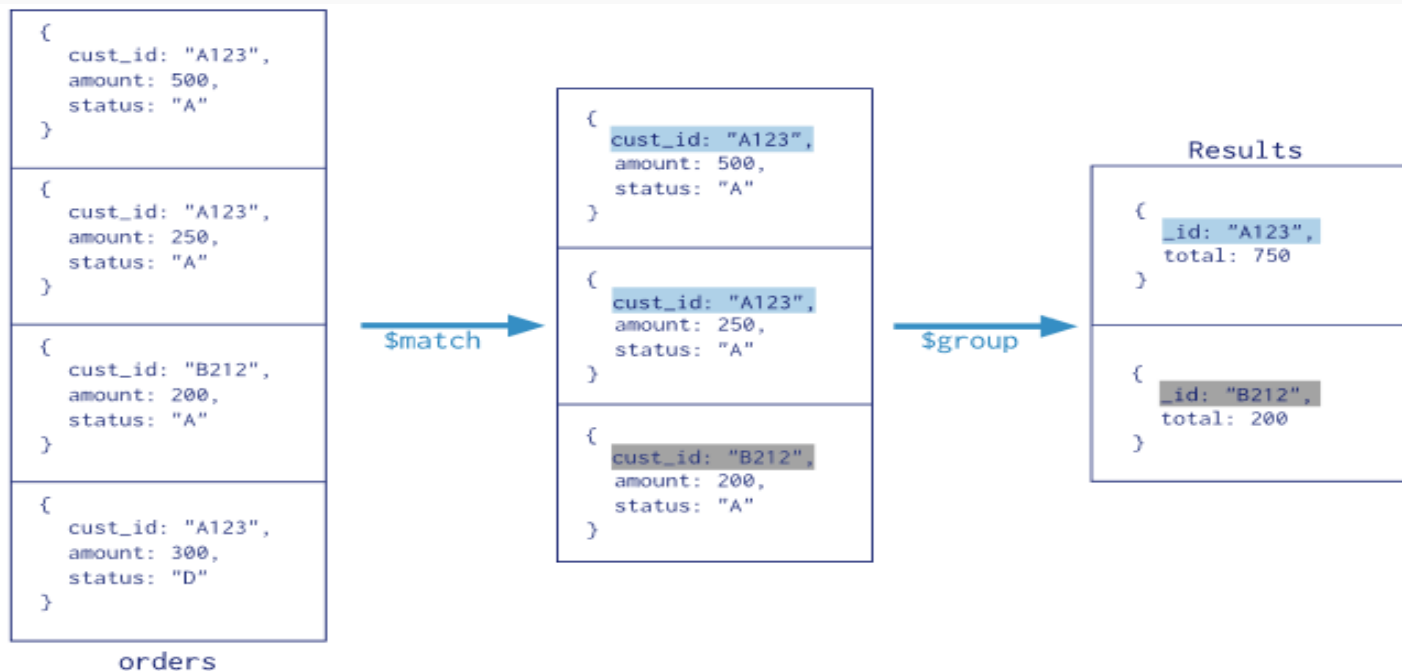 {
cust_id: "A123",
amount: 500,
status: "A"
}
{
cust_id: "A123",
amount: 250,
status: "A"
}
{
cust_id: "B212",
amount: 200,
status: "A"
}
{
cust_id: "A123",
amount: 300,
status: "D"
}
orders
$match
{
cust_id: "A123",
amount: 500,
status: "A"
}
{
cust_id: "A123",
amount: 250,
status: "A"
}
{
cust_id: "B212",
amount: 200,
status: "A"
}
$group
Results
{
_id: "A123",
total: 750
}
{
_id: "B212",
total: 200
}